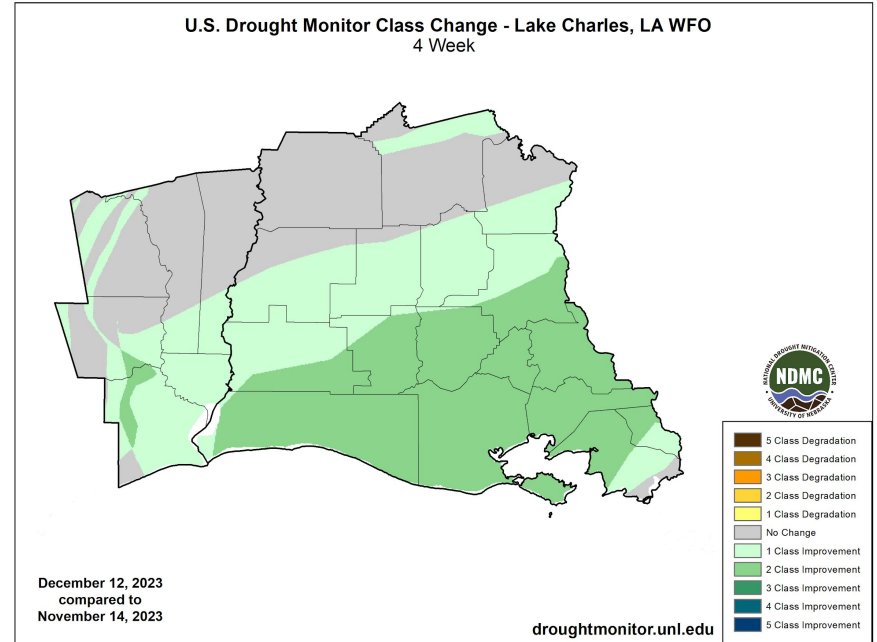 U.S. Drought Monitor Class Change - Lake Charles, LA WFO
4 Week
NATIONAL DROUGHT MITIGATION CENTER
NDMC
UNIVERSITY OF NEBRASKA
5 Class Degradation
4 Class Degradation
3 Class Degradation
2 Class Degradation
1 Class Degradation
No Change
1 Class Improvement
2 Class Improvement
3 Class Improvement
4 Class Improvement
5 Class Improvement
December 12, 2023
compared to
November 14, 2023
droughtmonitor.unl.edu